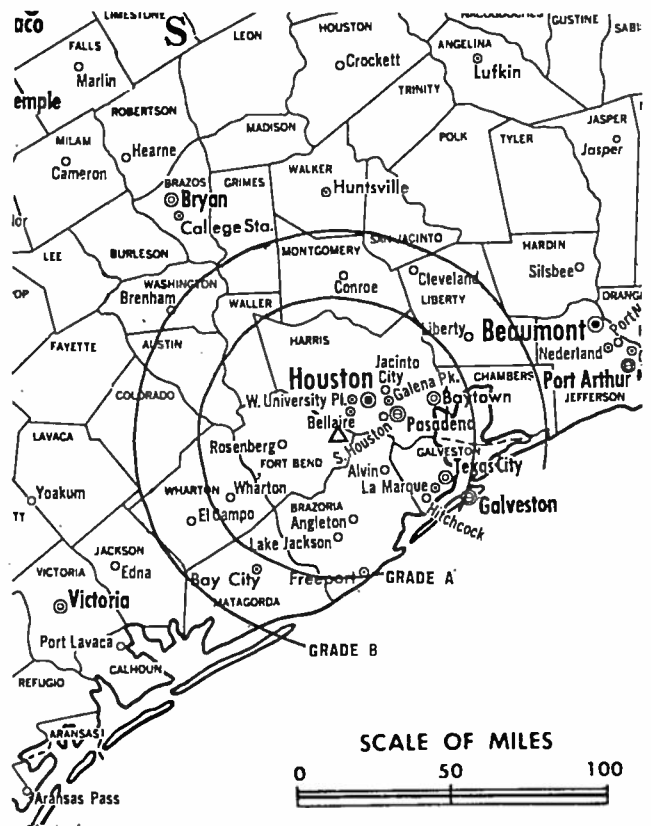 aco
LIMESTONE
S
FALLS
Marlin
LEON
HOUSTON
Crockett
ANGELINA
Lufkin
NACOGDOCHES
GUSTINE
SABI
emple
ROBERTSON
TRINITY
MADISON
MILAM
Cameron
Hearne
POLK
TYLER
JASPER
Jasper
WALKER
Huntsville
BRAZOS
Bryan
GRIMES
College Sta.
LEE
BURLESON
MONTGOMERY
SAN JACINTO
HARDIN
Silsbee
WASHINGTON
Brenham
Conroe
Cleveland
LIBERTY
WALLER
Liberty
Beaumont
ORANG
Port N
Nederland
FAYETTE
AUSTIN
HARRIS
Houston
Jacinto
City
Galena Pk.
CHAMBERS
Port Arthur
JEFFERSON
COLORADO
W. University Pl.
Baytown
Bellaire
Pasadena
S. Houston
LAVACA
Rosenberg
FORT BEND
GALVESTON
Texas City
Alvin
La Marque
Yoakum
WHARTON
Wharton
El Campo
BRAZORIA
Angleton
Hitchcock
Galveston
TT
Lake Jackson
JACKSON
Edna
VICTORIA
Victoria
Bay City
Freeport
GRADE A
MATAGORDA
Port Lavaca
GRADE B
CALHOUN
REFUGIO
ARANSAS
Aransas Pass
SCALE OF MILES
0 50 100